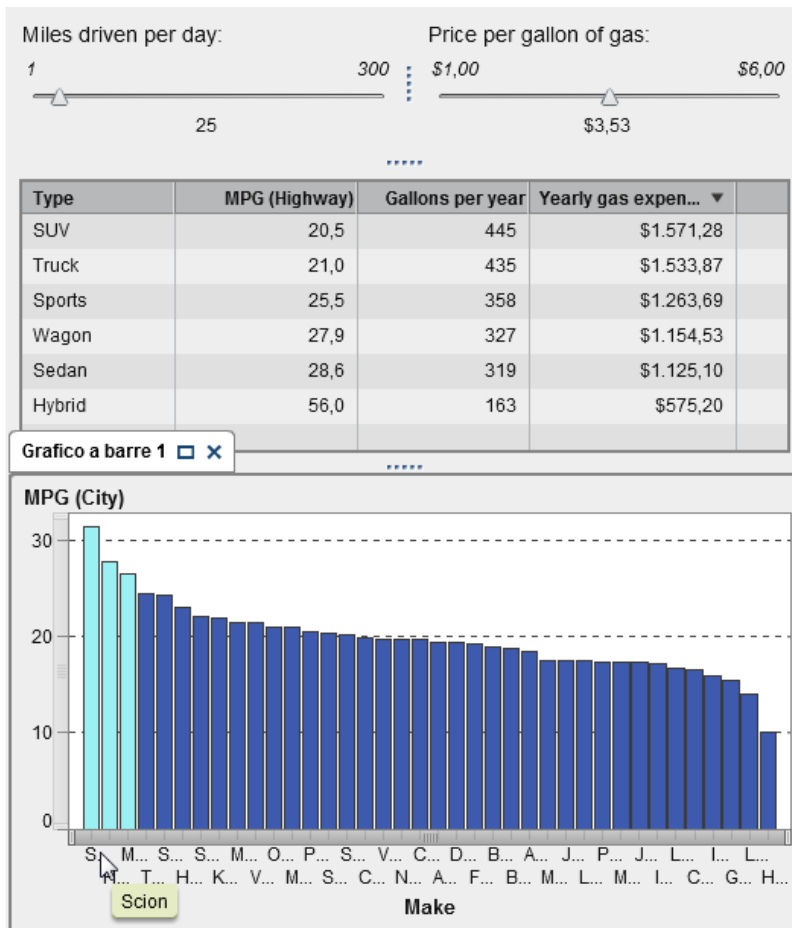 Miles driven per day:
Price per gallon of gas:
1 300
$1,00 $6,00
25
$3,53
Type MPG (Highway) Gallons per year Yearly gas expen... ▼
SUV 20,5 445 $1.571,28
Truck 21,0 435 $1.533,87
Sports 25,5 358 $1.263,69
Wagon 27,9 327 $1.154,53
Sedan 28,6 319 $1.125,10
Hybrid 56,0 163 $575,20
Grafico a barre 1
MPG (City)
30
20
10
0
S. M... S... S... M... O... P... S... V... C... D... B... A... J... P... J... L... I... L...
T... H... K... V... M... S... C... N... A... F... B... M... L... M... I... C... G... H...
Scion
Make